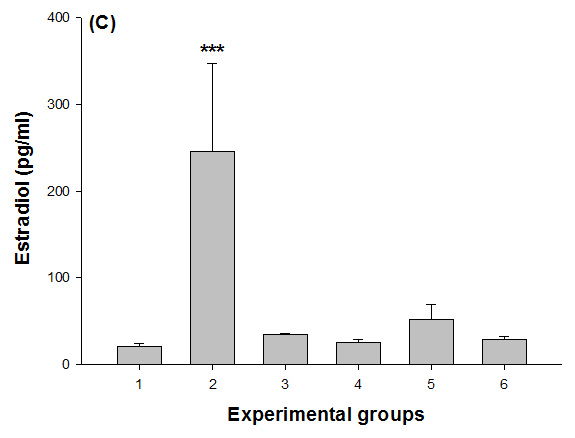 (C)
***
400
300
200
100
0
Estradiol (pg/ml)
1 2 3 4 5 6
Experimental groups